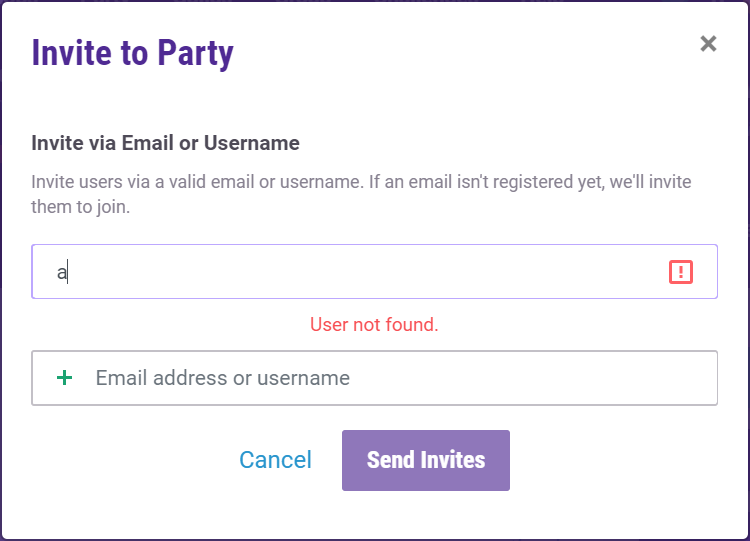 Invite to Party
Invite via Email or Username
Invite users via a valid email or username. If an email isn't registered yet, we'll invite
them to join.
a
User not found.
Email address or username
Cancel
Send Invites